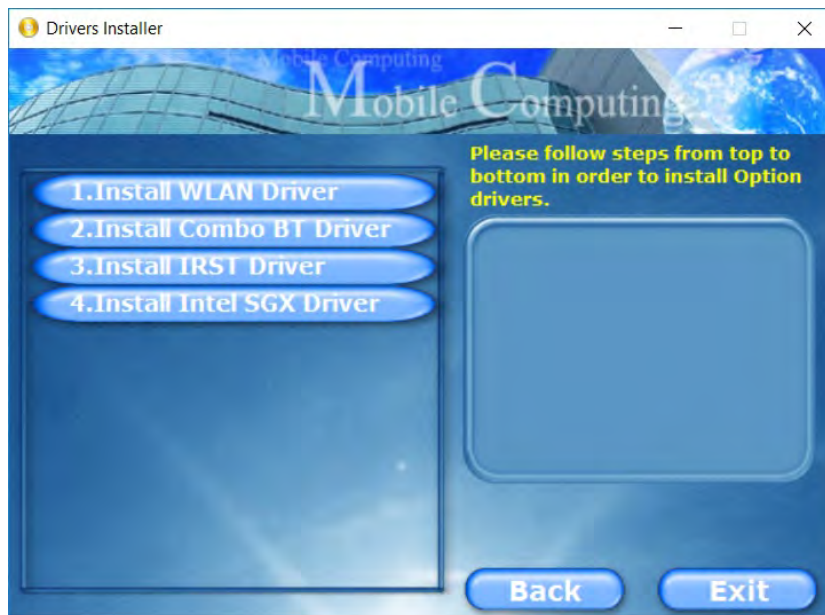 Drivers Installer
Mobile Computing
Mobile Computing
Please follow steps from top to
bottom in order to install Option
drivers.
1.Install WLAN Driver
2.Install Combo BT Driver
3.Install IRST Driver
4.Install Intel SGX Driver
Back
Exit